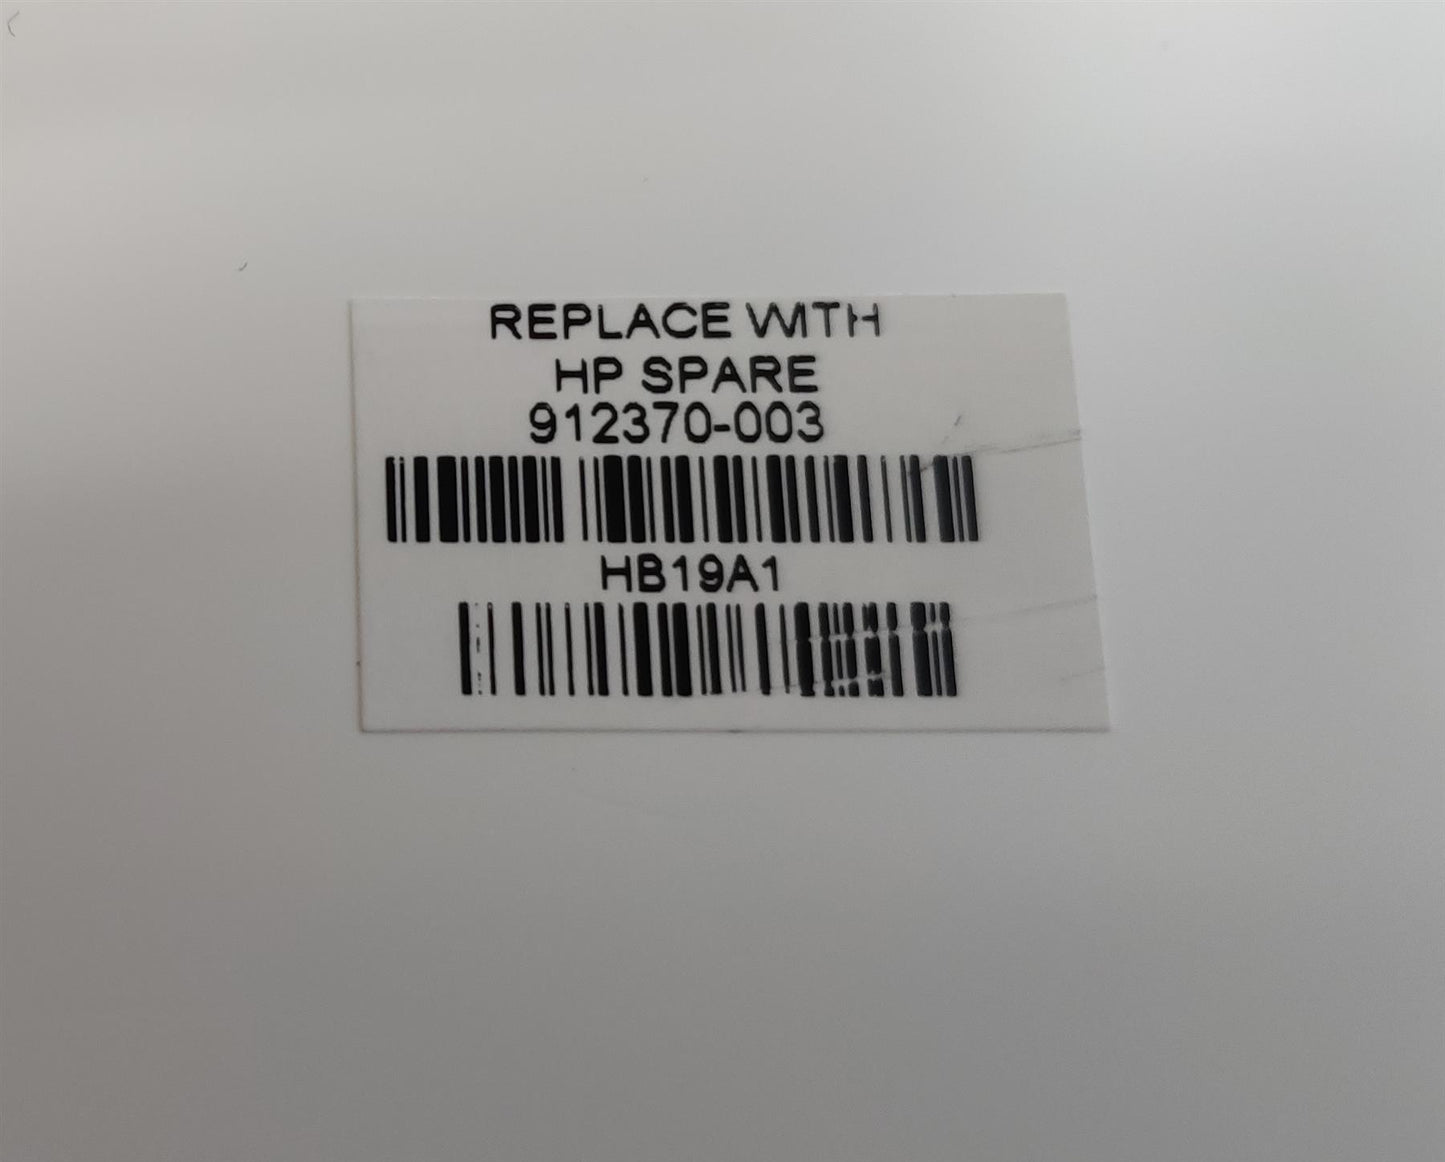 REPLACE WITH
HP SPARE
912370-003
HB19A1